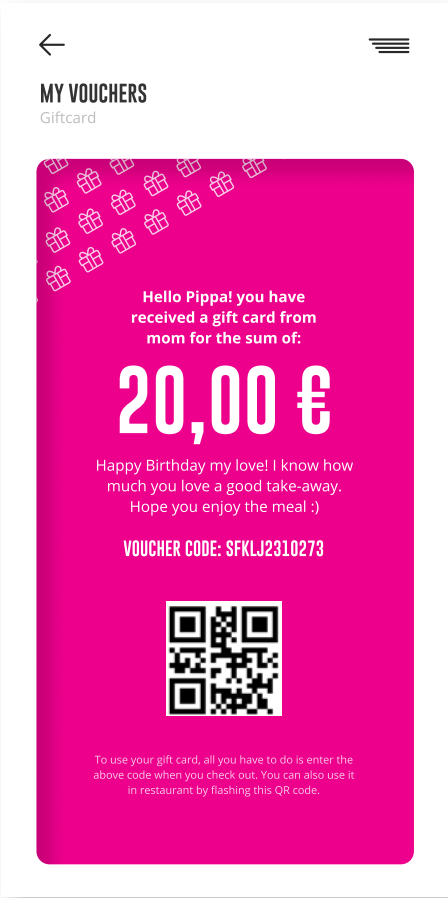 MY VOUCHERS
Giftcard
Hello Pippa! you have
received a gift card from
mom for the sum of:
20,00 €
Happy Birthday my love! I know how
much you love a good take-away.
Hope you enjoy the meal :)
VOUCHER CODE: SFKLJ2310273
To use your gift card, all you have to do is enter the
above code when you check out. You can also use it
in restaurant by flashing this QR code.